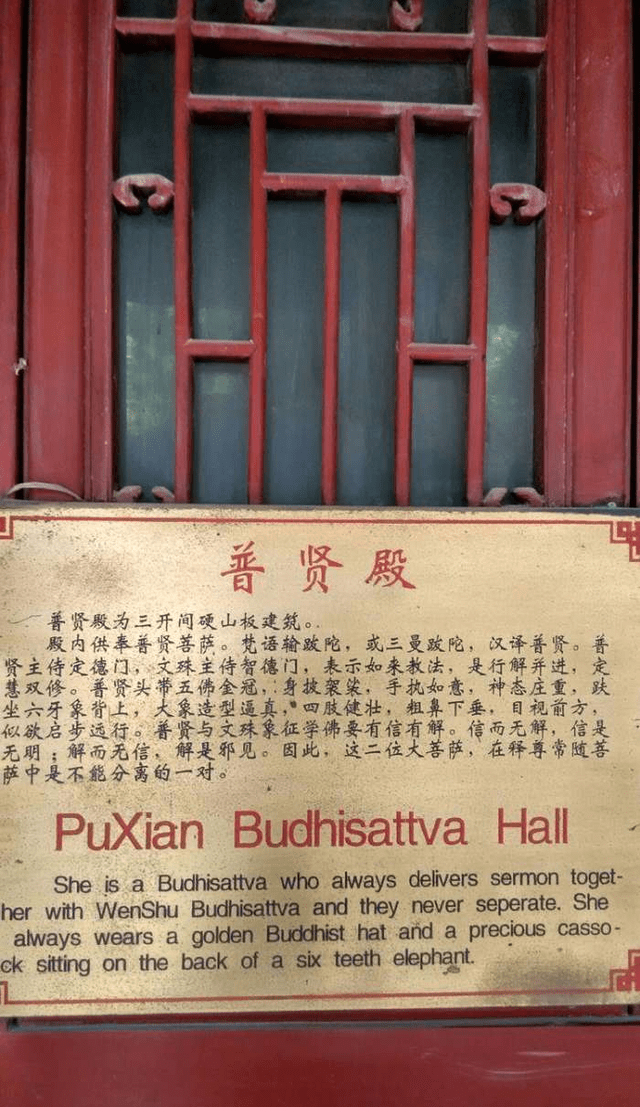 普贤殿
普贤殿为三开间硬山板建筑。
殿内供奉普贤菩萨。梵语输跋陀，或三曼跋陀，汉译普贤。普
贤主侍定德门，文殊主侍智德门，表示如来教法，是行解并进，定
慧双修。普贤头带五佛金冠，身披袈裟，手执如意，神态庄重，趺
坐六牙象背上，大象造型逼真，四肢健壮，粗鼻下垂，目视前方，
似欲启步远行。普贤与文殊象征学佛要有信有解。信而无解，信是
无明；解而无信，解是邪见。因此，这二位大菩萨，在释尊常随菩
萨中是不能分离的一对。
PuXian Budhisattva Hall
She is a Budhisattva who always delivers sermon toget-
her with WenShu Budhisattva and they never seperate. She
always wears a golden Buddhist hat and a precious casso-
ck sitting on the back of a six teeth elephant.